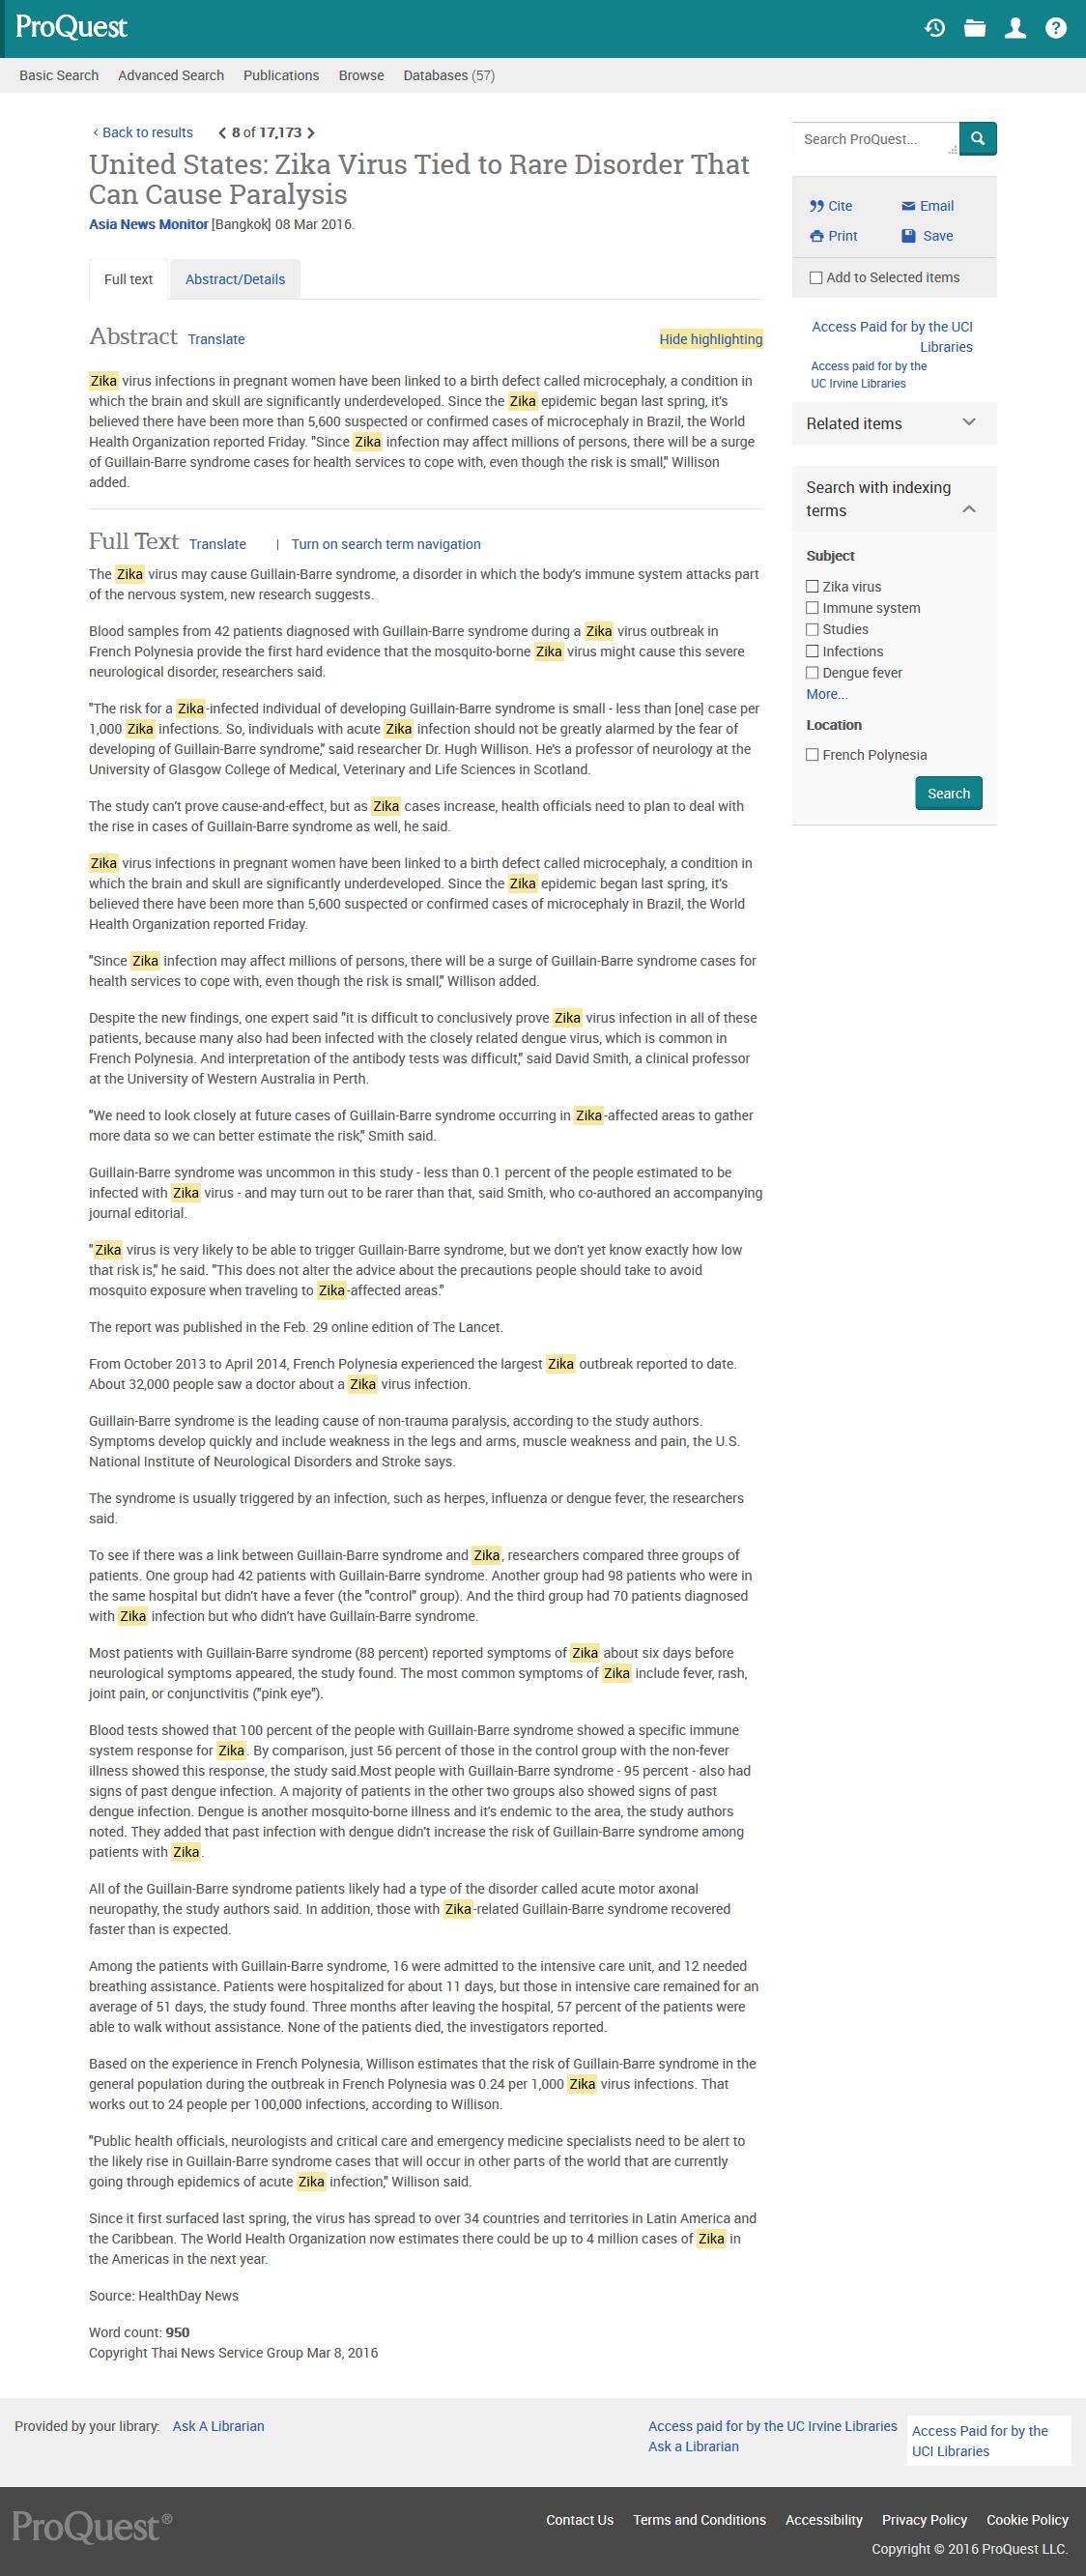 ProQuest
Basic Search Advanced Search Publications Browse Databases (57)
Back to results 8 of 17,173
United States: Zika Virus Tied to Rare Disorder That
Can Cause Paralysis
Asia News Monitor [Bangkok] 08 Mar 2016.
Full text Abstract/Details
Abstract Translate Hide highlighting
Zika virus infections in pregnant women have been linked to a birth defect called microcephaly, a condition in
which the brain and skull are significantly underdeveloped. Since the Zika epidemic began last spring, it's
believed there have been more than 5,600 suspected or confirmed cases of microcephaly in Brazil, the World
Health Organization reported Friday. "Since Zika infection may affect millions of persons, there will be a surge
of Guillain-Barre syndrome cases for health services to cope with, even though the risk is small," Willison
added.
Full Text Translate | Turn on search term navigation
The Zika virus may cause Guillain-Barre syndrome, a disorder in which the body's immune system attacks part
of the nervous system, new research suggests.
Blood samples from 42 patients diagnosed with Guillain-Barre syndrome during a Zika virus outbreak in
French Polynesia provide the first hard evidence that the mosquito-borne Zika virus might cause this severe
neurological disorder, researchers said.
"The risk for a Zika-infected individual of developing Guillain-Barre syndrome is small - less than [one] case per
1,000 Zika infections. So, individuals with acute Zika infection should not be greatly alarmed by the fear of
developing of Guillain-Barre syndrome," said researcher Dr. Hugh Willison. He's a professor of neurology at the
University of Glasgow College of Medical, Veterinary and Life Sciences in Scotland.
The study can't prove cause-and-effect, but as Zika cases increase, health officials need to plan to deal with
the rise in cases of Guillain-Barre syndrome as well, he said.
Zika virus infections in pregnant women have been linked to a birth defect called microcephaly, a condition in
which the brain and skull are significantly underdeveloped. Since the Zika epidemic began last spring, it's
believed there have been more than 5,600 suspected or confirmed cases of microcephaly in Brazil, the World
Health Organization reported Friday.
"Since Zika infection may affect millions of persons, there will be a surge of Guillain-Barre syndrome cases for
health services to cope with, even though the risk is small," Willison added.
Despite the new findings, one expert said "it is difficult to conclusively prove Zika virus infection in all of these
patients, because many also had been infected with the closely related dengue virus, which is common in
French Polynesia. And interpretation of the antibody tests was difficult," said David Smith, a clinical professor
at the University of Western Australia in Perth.
"We need to look closely at future cases of Guillain-Barre syndrome occurring in Zika-affected areas to gather
more data so we can better estimate the risk," Smith said.
Guillain-Barre syndrome was uncommon in this study - less than 0.1 percent of the people estimated to be
infected with Zika virus - and may turn out to be rarer than that, said Smith, who co-authored an accompanying
journal editorial.
"Zika virus is very likely to be able to trigger Guillain-Barre syndrome, but we don't yet know exactly how low
that risk is," he said. "This does not alter the advice about the precautions people should take to avoid
mosquito exposure when traveling to Zika-affected areas."
The report was published in the Feb. 29 online edition of The Lancet.
From October 2013 to April 2014, French Polynesia experienced the largest Zika outbreak reported to date.
About 32,000 people saw a doctor about a Zika virus infection.
Guillain-Barre syndrome is the leading cause of non-trauma paralysis, according to the study authors.
Symptoms develop quickly and include weakness in the legs and arms, muscle weakness and pain, the U.S.
National Institute of Neurological Disorders and Stroke says.
The syndrome is usually triggered by an infection, such as herpes, influenza or dengue fever, the researchers
said.
To see if there was a link between Guillain-Barre syndrome and Zika, researchers compared three groups of
patients. One group had 42 patients with Guillain-Barre syndrome. Another group had 98 patients who were in
the same hospital but didn't have a fever (the "control" group). And the third group had 70 patients diagnosed
with Zika infection but who didn't have Guillain-Barre syndrome.
Most patients with Guillain-Barre syndrome (88 percent) reported symptoms of Zika about six days before
neurological symptoms appeared, the study found. The most common symptoms of Zika include fever, rash,
joint pain, or conjunctivitis ("pink eye").
Blood tests showed that 100 percent of the people with Guillain-Barre syndrome showed a specific immune
system response for Zika. By comparison, just 56 percent of those in the control group with the non-fever
illness showed this response, the study said.Most people with Guillain-Barre syndrome - 95 percent - also had
signs of past dengue infection. A majority of patients in the other two groups also showed signs of past
dengue infection. Dengue is another mosquito-borne illness and it's endemic to the area, the study authors
noted. They added that past infection with dengue didn't increase the risk of Guillain-Barre syndrome among
patients with Zika.
All of the Guillain-Barre syndrome patients likely had a type of the disorder called acute motor axonal
neuropathy, the study authors said. In addition, those with Zika-related Guillain-Barre syndrome recovered
faster than is expected.
Among the patients with Guillain-Barre syndrome, 16 were admitted to the intensive care unit, and 12 needed
breathing assistance. Patients were hospitalized for about 11 days, but those in intensive care remained for an
average of 51 days, the study found. Three months after leaving the hospital, 57 percent of the patients were
able to walk without assistance. None of the patients died, the investigators reported.
Based on the experience in French Polynesia, Willison estimates that the risk of Guillain-Barre syndrome in the
general population during the outbreak in French Polynesia was 0.24 per 1,000 Zika virus infections. That
works out to 24 people per 100,000 infections, according to Willison.
"Public health officials, neurologists and critical care and emergency medicine specialists need to be alert to
the likely rise in Guillain-Barre syndrome cases that will occur in other parts of the world that are currently
going through epidemics of acute Zika infection," Willison said.
Since it first surfaced last spring, the virus has spread to over 34 countries and territories in Latin America and
the Caribbean. The World Health Organization now estimates there could be up to 4 million cases of Zika in
the Americas in the next year.
Source: HealthDay News
Word count: 950
Copyright Thai News Service Group Mar 8, 2016
Search ProQuest...
Cite Email
Print Save
Add to Selected items
Access Paid for by the UCI
Libraries
Access paid for by the
UC Irvine Libraries
Related items
Search with indexing
terms
Subject
Zika virus
Immune system
Studies
Infections
Dengue fever
More...
Location
French Polynesia
Search
Provided by your library: Ask A Librarian
Access paid for by the UC Irvine Libraries
Ask a Librarian
Access Paid for by the
UCI Libraries
ProQuest®
Contact Us Terms and Conditions Accessibility Privacy Policy Cookie Policy
Copyright © 2016 ProQuest LLC.